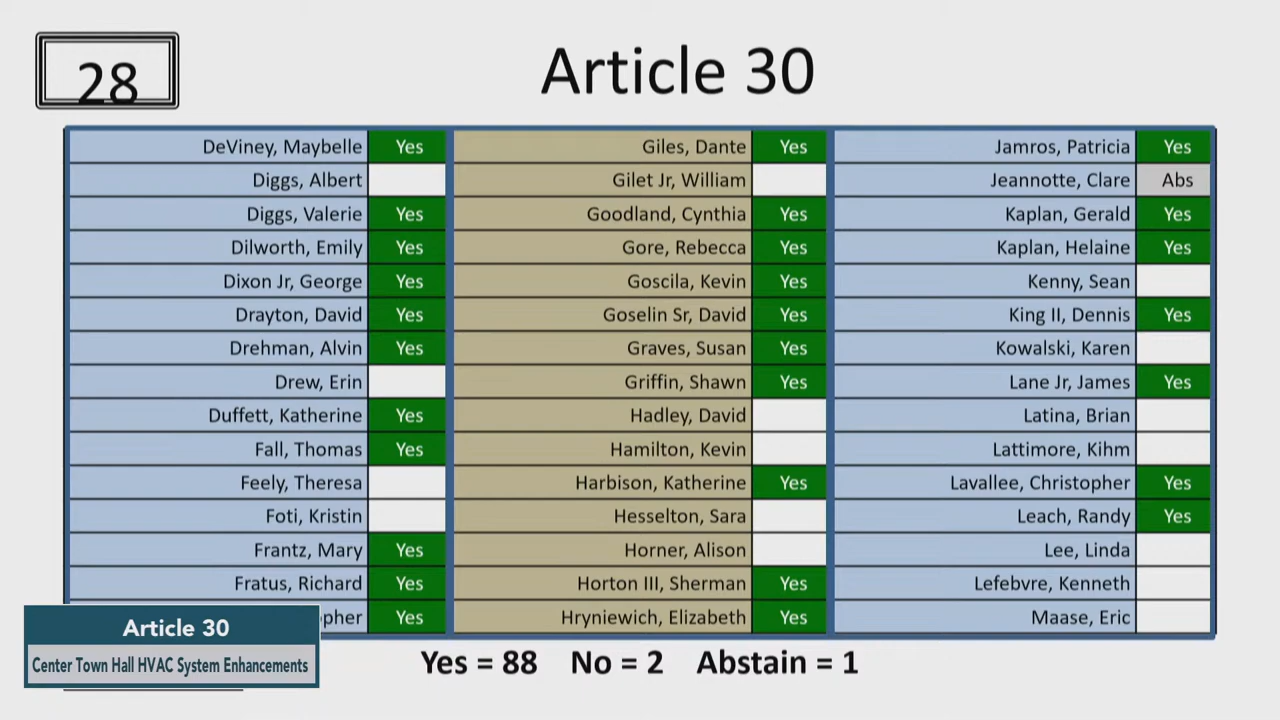 28
Article 30
DeViney, Maybelle Yes Giles, Dante Yes Jamros, Patricia Yes
Diggs, Albert Gilet Jr, William Jeannotte, Clare Abs
Diggs, Valerie Yes Goodland, Cynthia Yes Kaplan, Gerald Yes
Dilworth, Emily Yes Gore, Rebecca Yes Kaplan, Helaine Yes
Dixon Jr, George Yes Goscila, Kevin Yes Kenny, Sean
Drayton, David Yes Goselin Sr, David Yes King II, Dennis Yes
Drehman, Alvin Yes Graves, Susan Yes Kowalski, Karen
Drew, Erin Griffin, Shawn Yes Lane Jr, James Yes
Duffett, Katherine Yes Hadley, David Latina, Brian
Fall, Thomas Yes Hamilton, Kevin Lattimore, Kihm
Feely, Theresa Harbison, Katherine Yes Lavallee, Christopher Yes
Foti, Kristin Hesselton, Sara Leach, Randy Yes
Frantz, Mary Yes Horner, Alison Lee, Linda
Fratus, Richard Yes Horton III, Sherman Yes Lefebvre, Kenneth
opher Yes Hryniewich, Elizabeth Yes Maase, Eric
Article 30
Center Town Hall HVAC System Enhancements
Yes = 88 No = 2 Abstain = 1